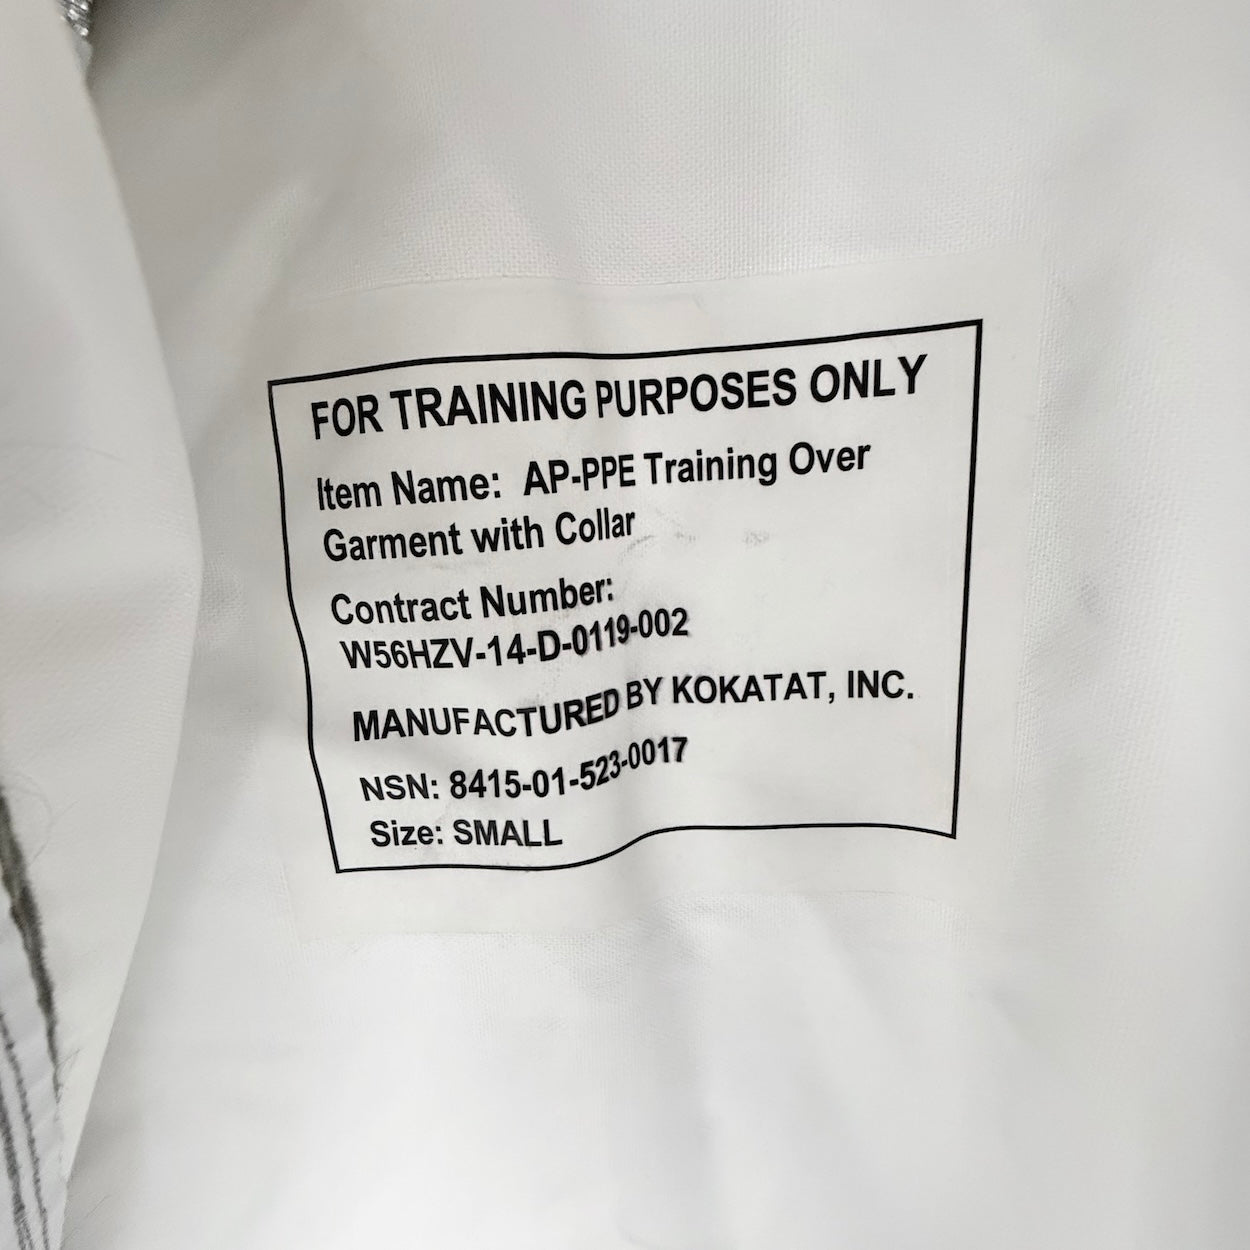 FOR TRAINING PURPOSES ONLY
Item Name: AP-PPE Training Over
Garment with Collar
Contract Number:
W56HZV-14-D-0119-002
MANUFACTURED BY KOKATAT, INC.
NSN: 8415-01-523-0017
Size: SMALL